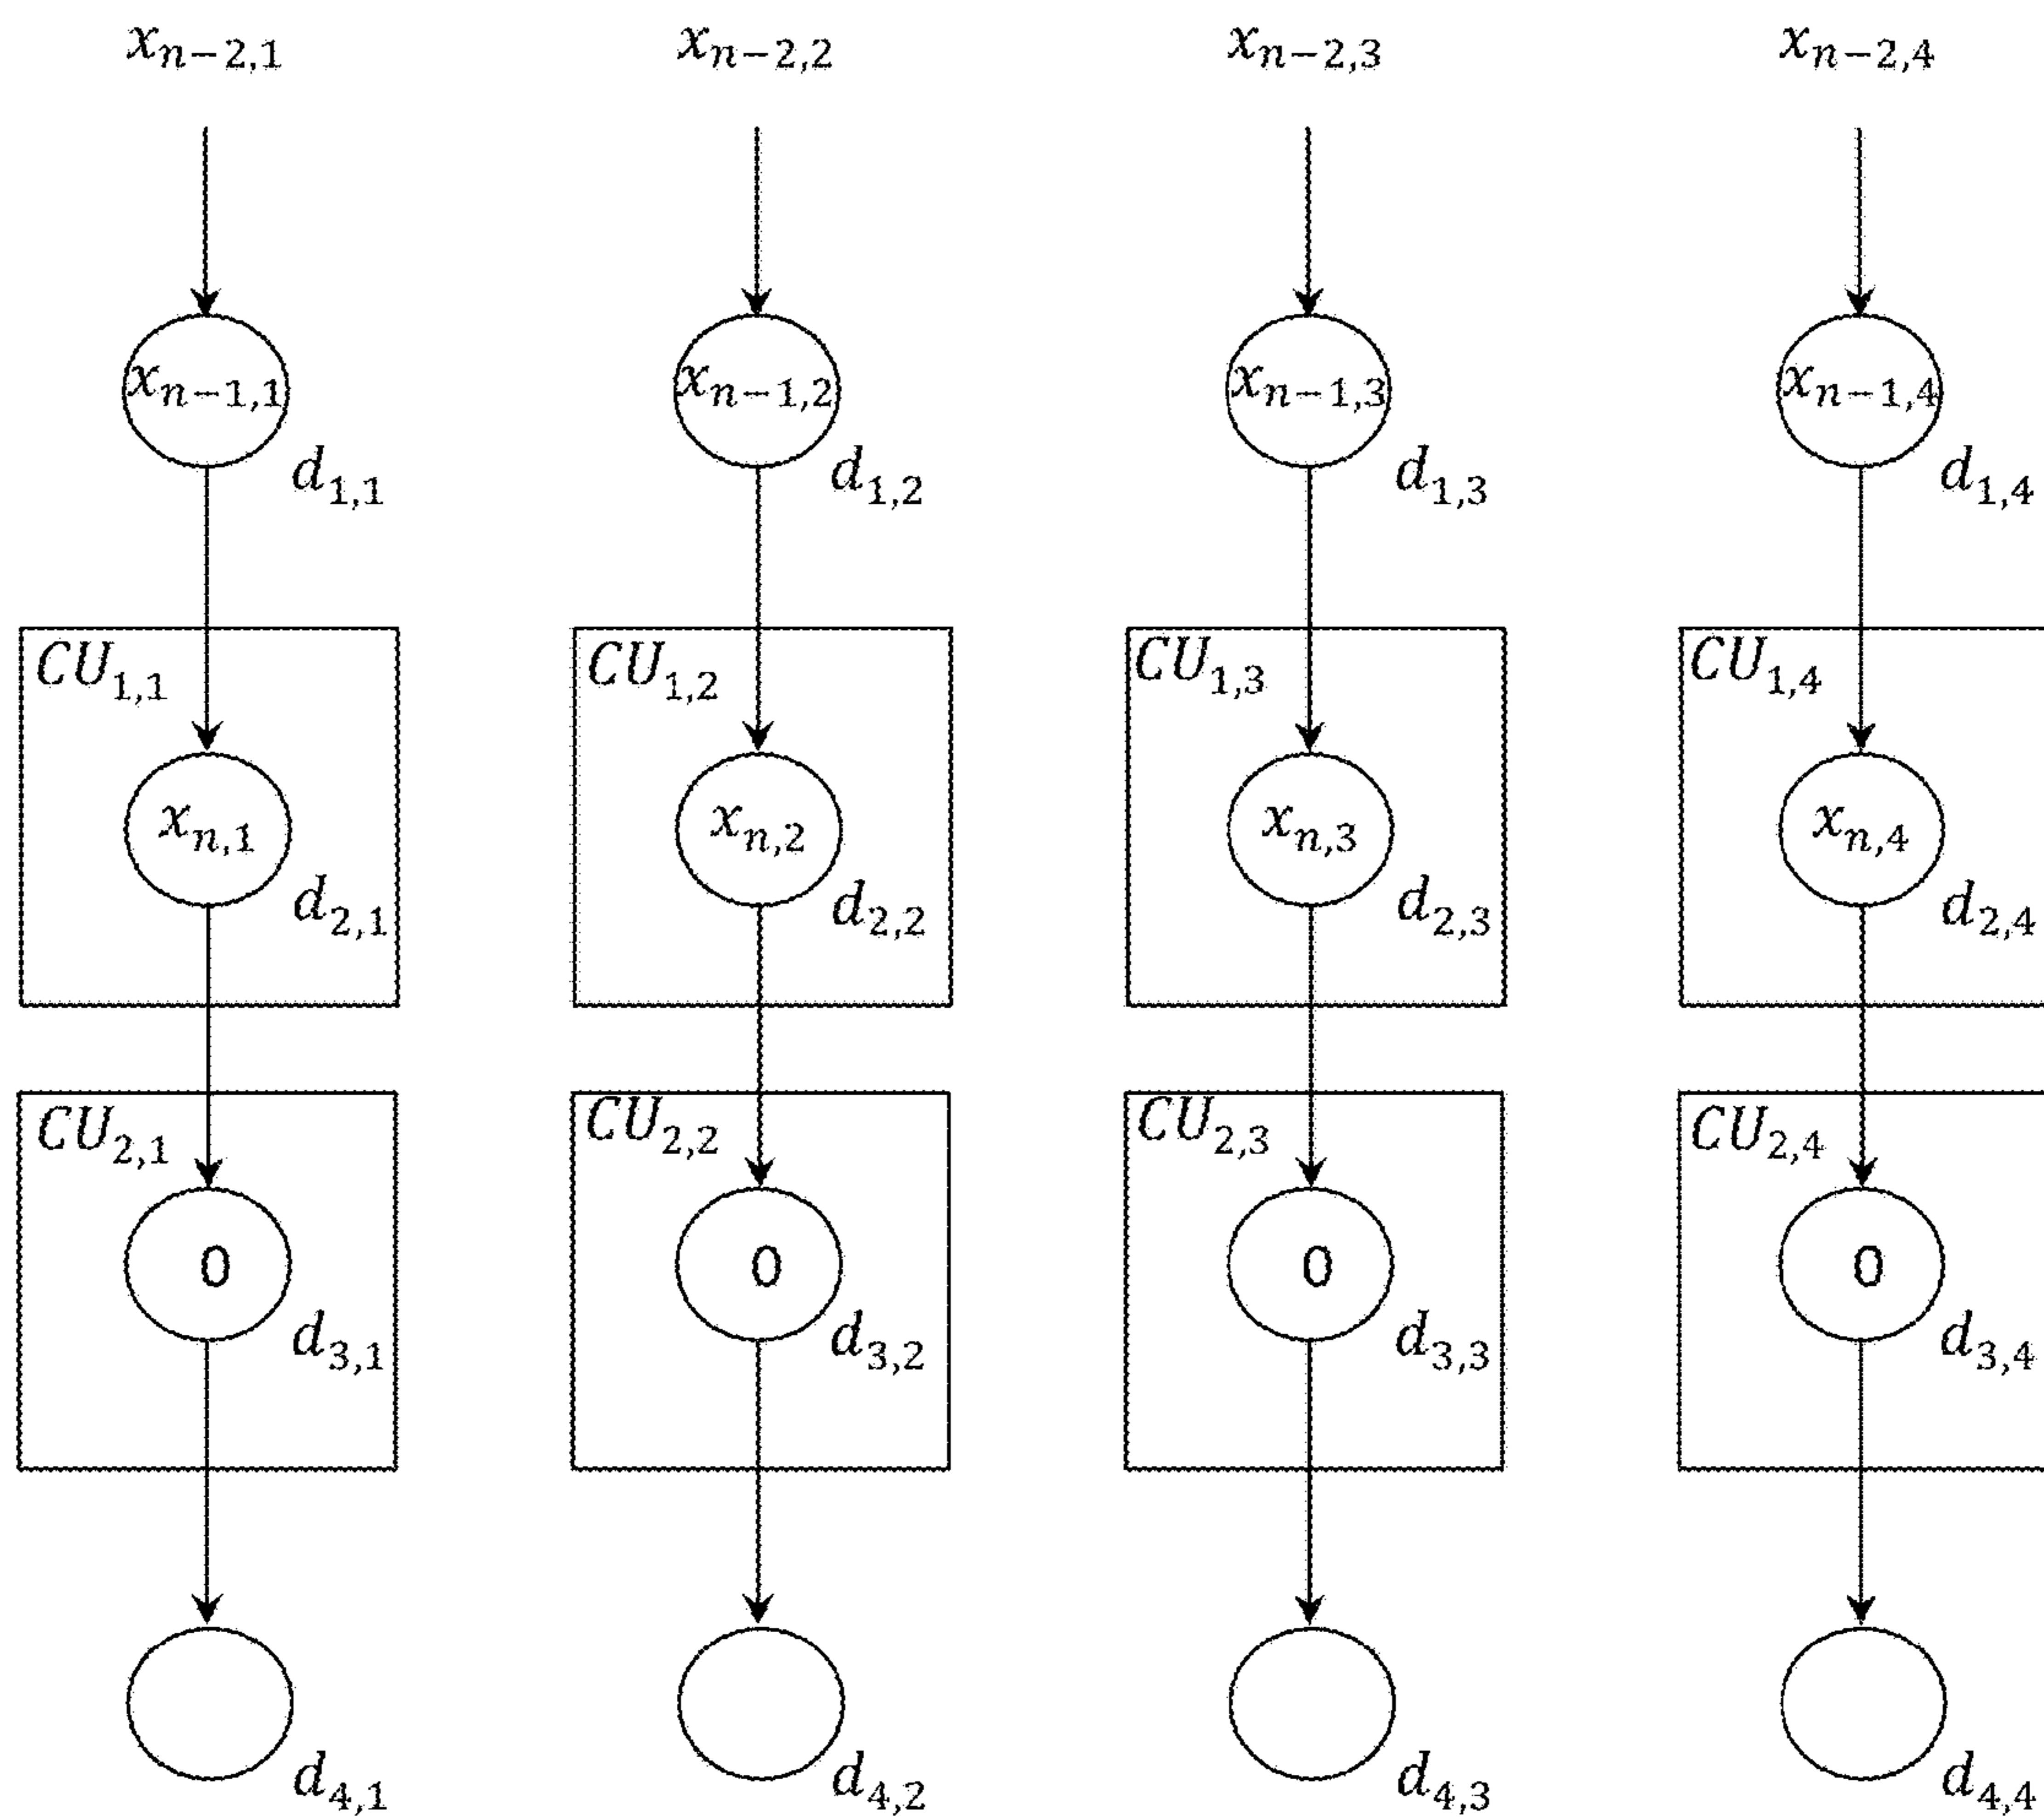 x_{n-2,1} x_{n-2,2} x_{n-2,3} x_{n-2,4}
x_{n-1,1} x_{n-1,2} x_{n-1,3} x_{n-1,4}
d_{1,1} d_{1,2} d_{1,3} d_{1,4}
CU_{1,1} CU_{1,2} CU_{1,3} CU_{1,4}
x_{n,1} x_{n,2} x_{n,3} x_{n,4}
d_{2,1} d_{2,2} d_{2,3} d_{2,4}
CU_{2,1} CU_{2,2} CU_{2,3} CU_{2,4}
0 0 0 0
d_{3,1} d_{3,2} d_{3,3} d_{3,4}
d_{4,1} d_{4,2} d_{4,3} d_{4,4}